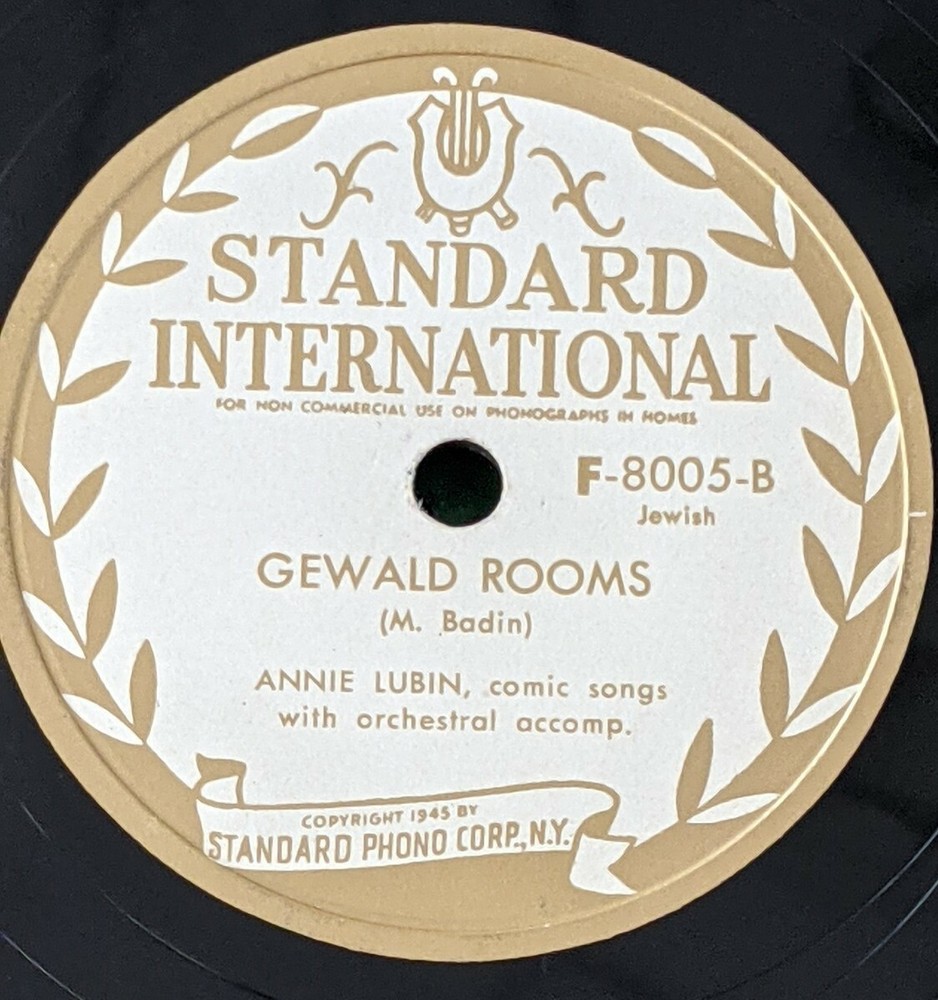 STANDARD
INTERNATIONAL
FOR NON COMMERCIAL USE ON PHONOGRAPHS IN HOMES
F-8005-B
Jewish
GEWALD ROOMS
(M. Badin)
ANNIE LUBIN, comic songs
with orchestral accomp.
COPYRIGHT 1945 BY
STANDARD PHONO CORP., N.Y.